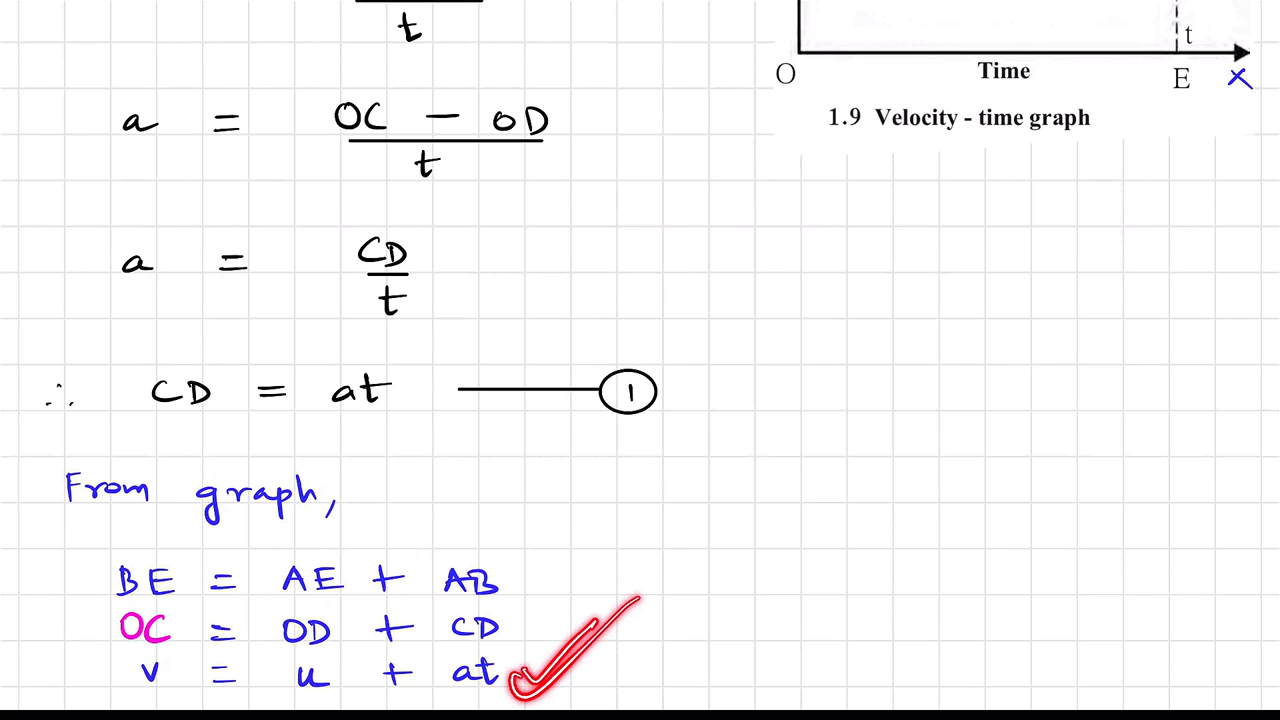 t
a = OC - OD
t
a = CD
t
∴ CD = at ——— 1
From graph,
BE = AE + AB
OC = OD + CD
v = u + at
t
O Time E X
1.9 Velocity - time graph